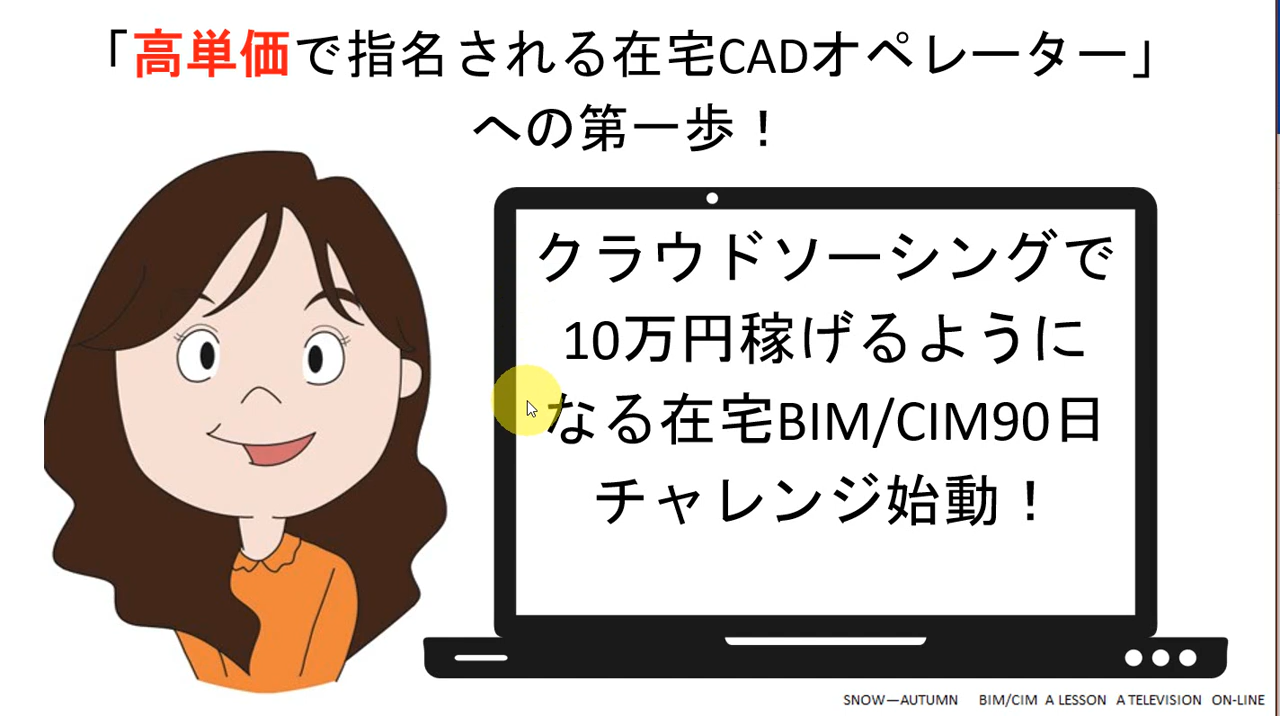 「高単価で指名される在宅CADオペレーター」
への第一歩！
クラウドソーシングで
10万円稼げるように
なる在宅BIM/CIM90日
チャレンジ始動！
SNOW―AUTUMN BIM/CIM A LESSON A TELEVISION ON-LINE